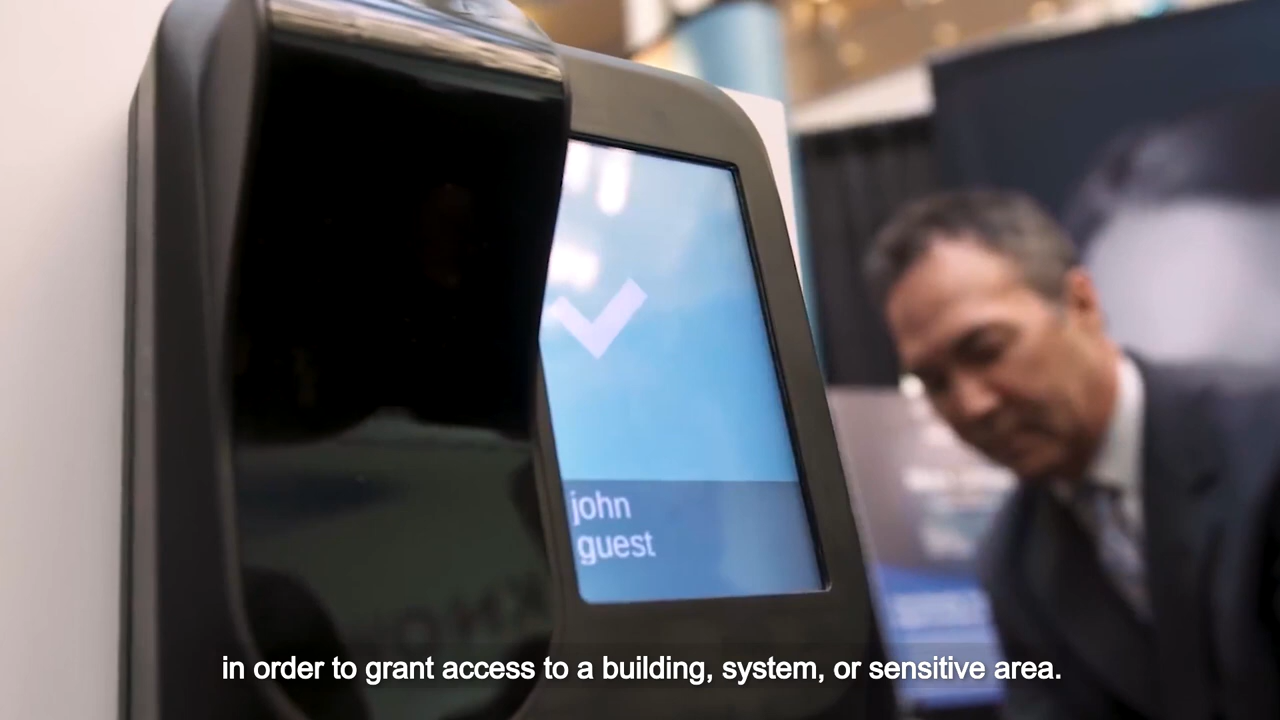 john
guest
in order to grant access to a building, system, or sensitive area.